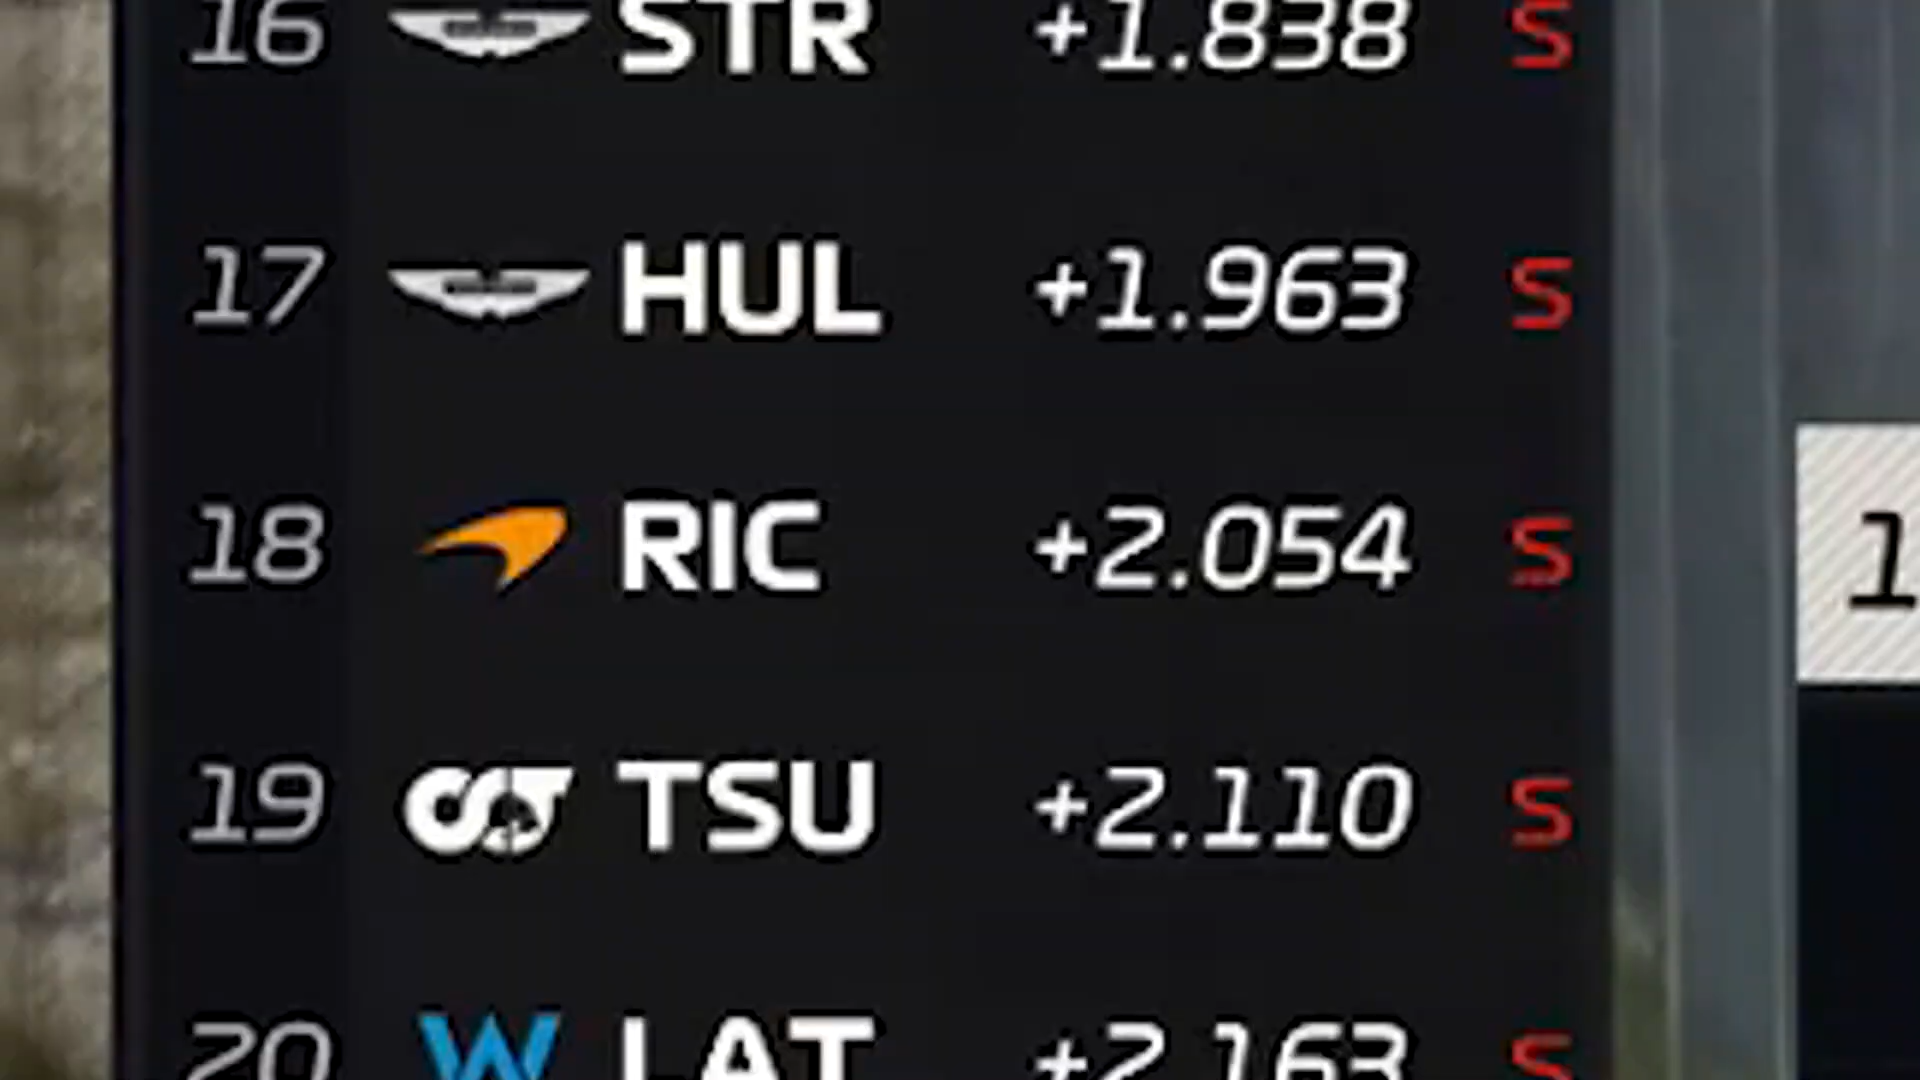 16 STR +1.838 S
17 HUL +1.963 S
18 RIC +2.054 S
1
19 TSU +2.110 S
20 LAT +2.163 S